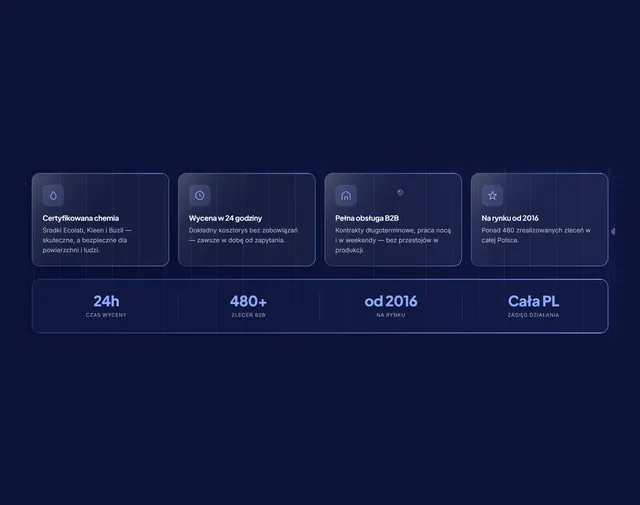 Certyfikowana chemia
Środki Ecolab, Kleen i Buzil —
skuteczne, a bezpieczne dla
powierzchni i ludzi.
Wycena w 24 godziny
Dokładny kosztorys bez zobowiązań
— zawsze w dobę od zapytania.
Pełna obsługa B2B
Kontrakty długoterminowe, praca nocą
i w weekendy — bez przestojów w
produkcji.
Na rynku od 2016
Ponad 480 zrealizowanych zleceń w
całej Polsce.
24h
CZAS WYCENY
480+
ZLECEŃ B2B
od 2016
NA RYNKU
Cała PL
ZASIĘG DZIAŁANIA